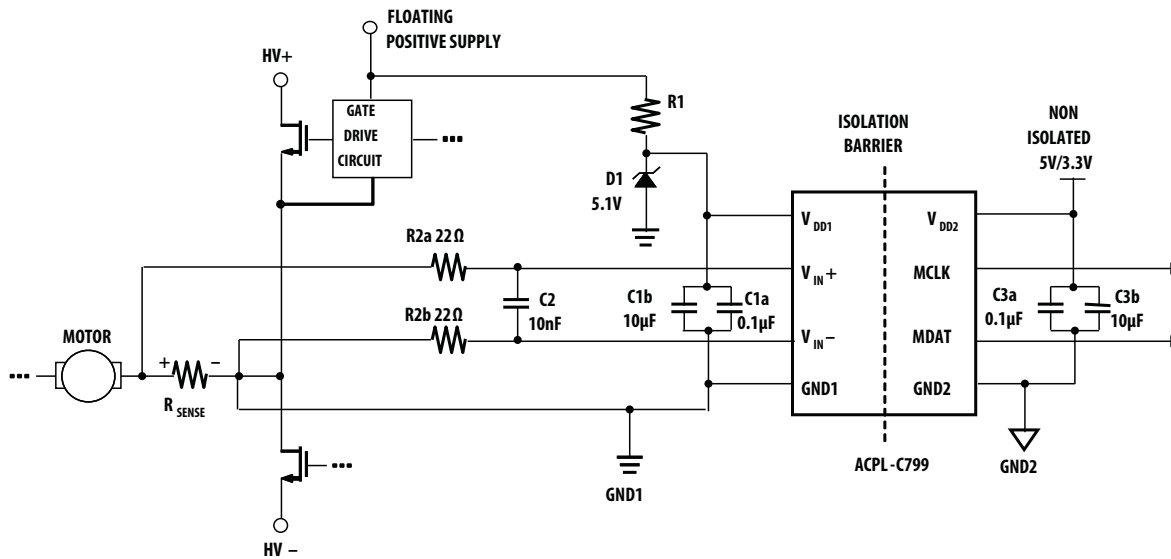 FLOATING
POSITIVE SUPPLY
HV+
GATE
DRIVE
CIRCUIT
R1
ISOLATION
BARRIER
NON
ISOLATED
5V/3.3V
D1
5.1V
V DD1
V DD2
R2a 22 Ω
V IN +
MCLK
C2
10nF
C1b
10µF
C1a
0.1µF
C3a
0.1µF
C3b
10µF
R2b 22 Ω
V IN −
MDAT
MOTOR
+
−
R SENSE
GND1
GND2
ACPL -C799
GND1
GND2
HV −